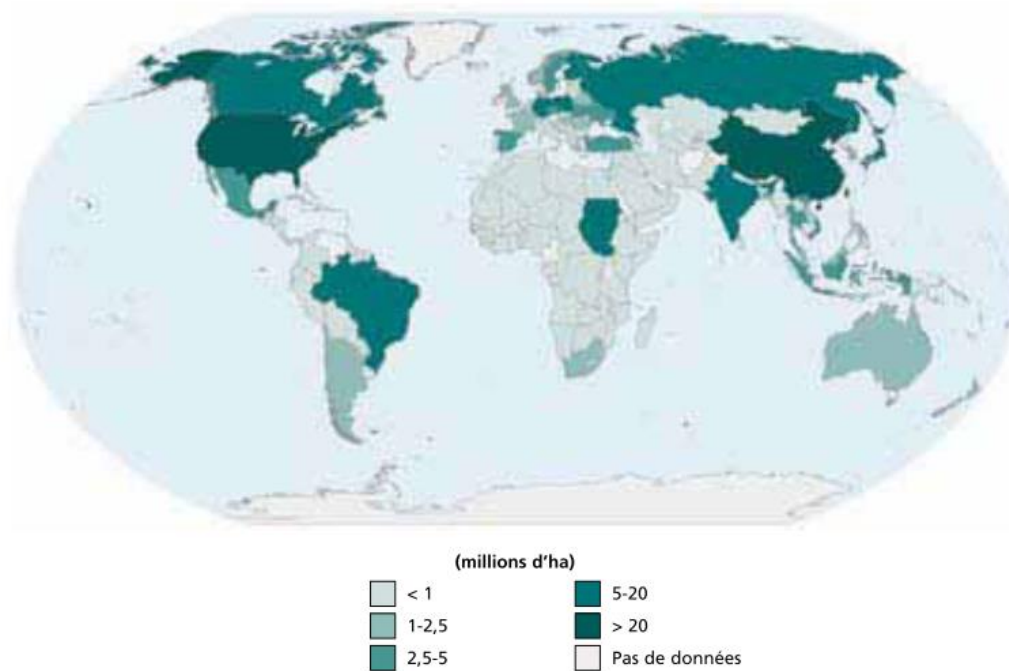 (millions d'ha)
< 1
1-2,5
2,5-5
5-20
> 20
Pas de données